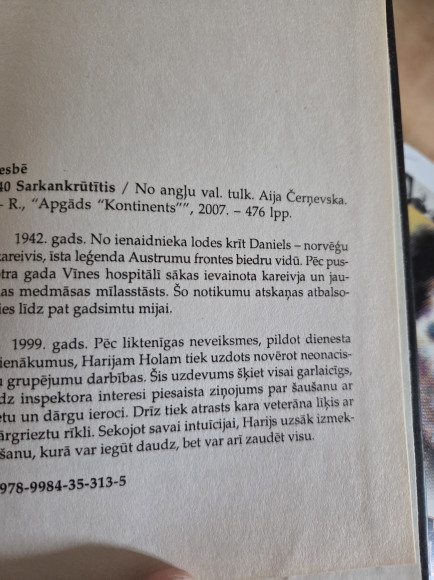 esbē
40 Sarkankrūtītis / No angļu val. tulk. Aija Čerņevska.
- R., "Apgāds "Kontinents"", 2007. – 476 lpp.
1942. gads. No ienaidnieka lodes krīt Daniels – norvēģu
kareivis, īsta leģenda Austrumu frontes biedru vidū. Pēc pus-
otra gada Vīnes hospitālī sākas ievainota kareivja un jau-
nas medmāsas mīlasstāsts. Šo notikumu atskaņas atbalso-
ies līdz pat gadsimtu mijai.
1999. gads. Pēc liktenīgas neveiksmes, pildot dienesta
ienākumus, Harijam Holam tiek uzdots novērot neonacis-
u grupējumu darbības. Šis uzdevums šķiet visai garlaicīgs,
dz inspektora interesi piesaista ziņojums par šaušanu ar
etu un dārgu ieroci. Drīz tiek atrasts kara veterāna līķis ar
ārgrieztu rīkli. Sekojot savai intuīcijai, Harijs uzsāk izmek-
šanu, kurā var iegūt daudz, bet var arī zaudēt visu.
978-9984-35-313-5